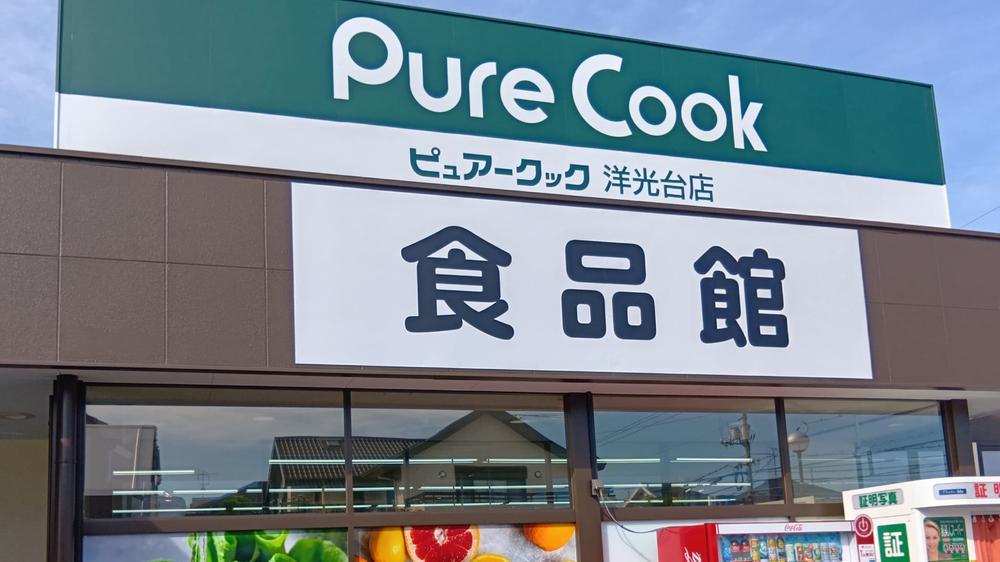 Pure Cook
ピュアークック 洋光台店
食品館
証明写真
Coca-Cola
証